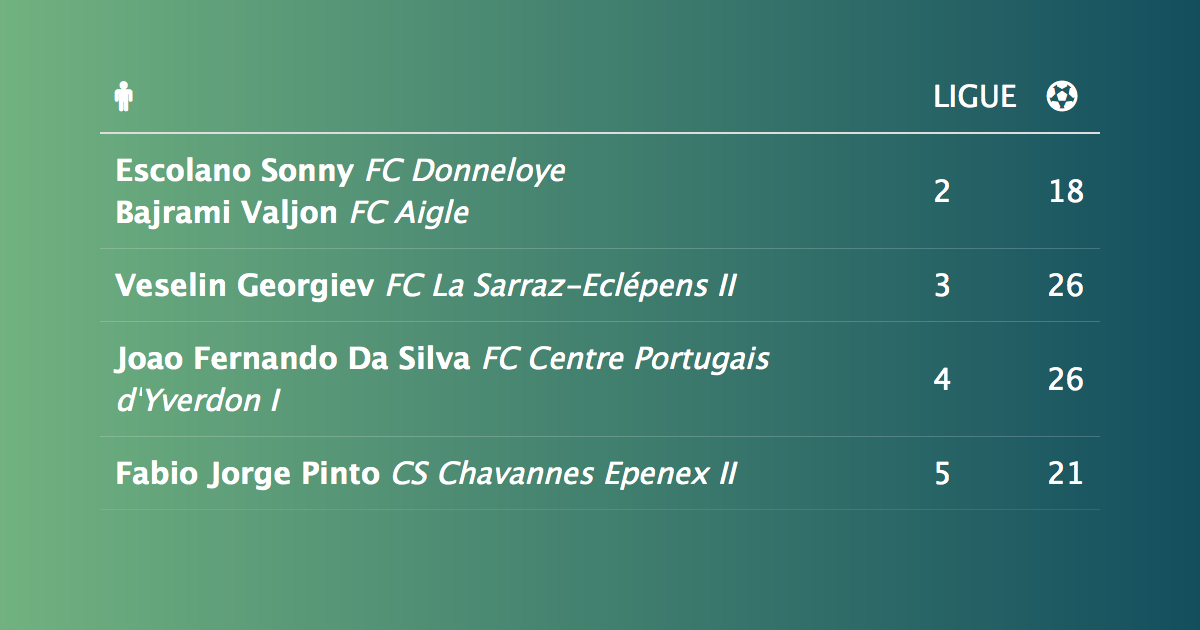 LIGUE
Escolano Sonny FC Donneloye
Bajrami Valjon FC Aigle
2 18
Veselin Georgiev FC La Sarraz-Eclépens II 3 26
Joao Fernando Da Silva FC Centre Portugais
d'Yverdon I
4 26
Fabio Jorge Pinto CS Chavannes Epenex II 5 21